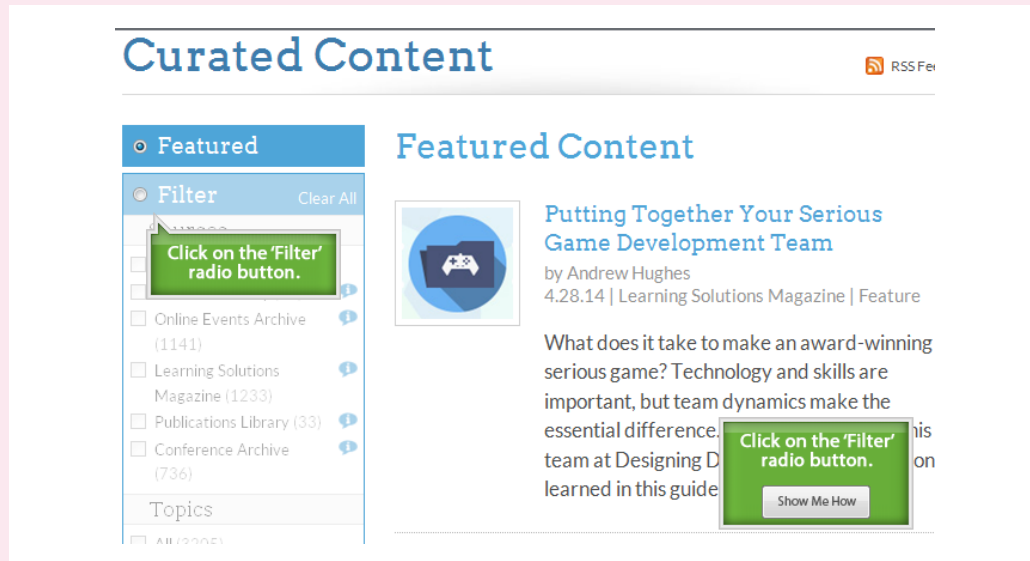 Curated Content
RSS Fee
Featured
Filter
Clear All
Click on the 'Filter'
radio button.
Online Events Archive
(1141)
Learning Solutions
Magazine (1233)
Publications Library (33)
Conference Archive
(736)
Topics
All (3205)
Featured Content
Putting Together Your Serious
Game Development Team
by Andrew Hughes
4.28.14 | Learning Solutions Magazine | Feature
What does it take to make an award-winning
serious game? Technology and skills are
important, but team dynamics make the
essential difference. his
team at Designing D on
learned in this guide
Click on the 'Filter'
radio button.
Show Me How